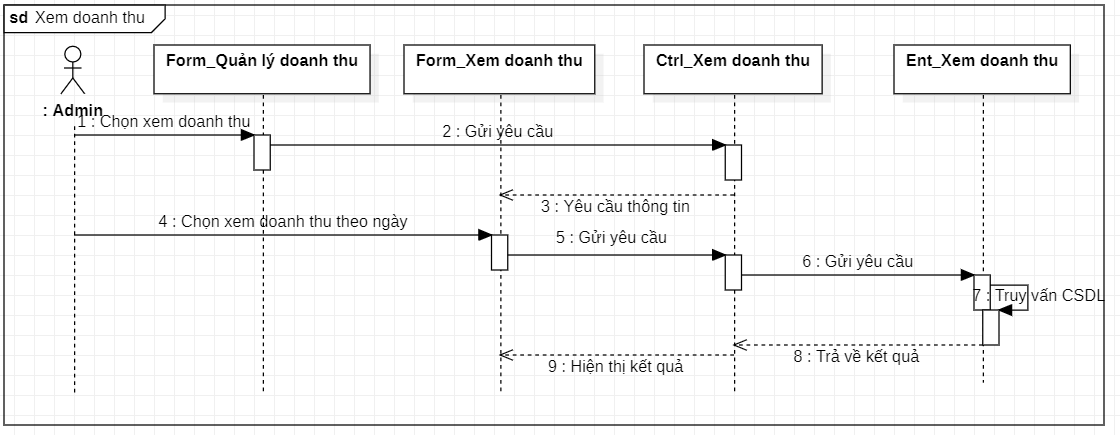 sd Xem doanh thu
Form_Quản lý doanh thu
Form_Xem doanh thu
Ctrl_Xem doanh thu
Ent_Xem doanh thu
: Admin
1 : Chọn xem doanh thu
2 : Gửi yêu cầu
3 : Yêu cầu thông tin
4 : Chọn xem doanh thu theo ngày
5 : Gửi yêu cầu
6 : Gửi yêu cầu
7 : Truy vấn CSDL
8 : Trả về kết quả
9 : Hiện thị kết quả